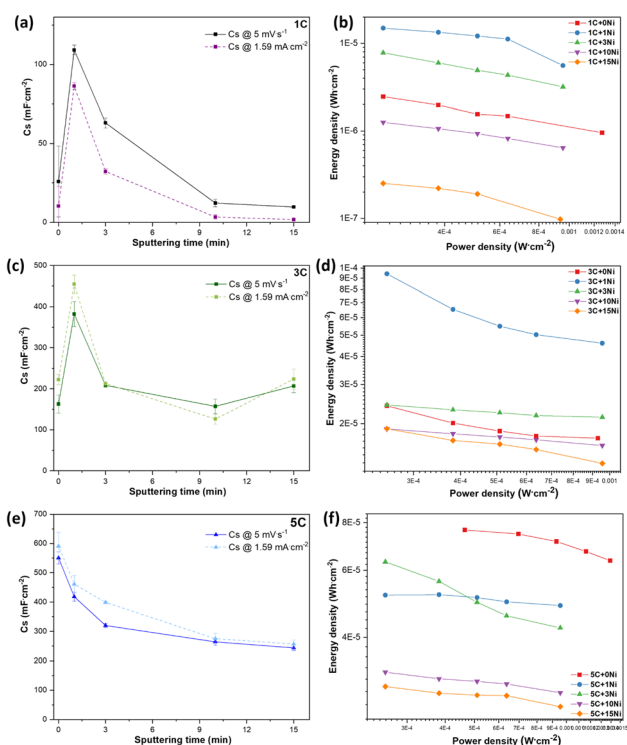 (a)
1C
Cs @ 5 mV s⁻¹
Cs @ 1.59 mA cm⁻²
Cs (mF·cm⁻²)
100
50
0
0 3 6 9 12 15
Sputtering time (min)
(b)
1C+0Ni
1C+1Ni
1C+3Ni
1C+10Ni
1C+15Ni
Energy density (Wh·cm⁻²)
1E-5
1E-6
1E-7
4E-4 6E-4 8E-4 0.001 0.0012 0.0014
Power density (W·cm⁻²)
(c)
3C
Cs @ 5 mV s⁻¹
Cs @ 1.59 mA cm⁻²
Cs (mF·cm⁻²)
500
400
300
200
100
0
0 3 6 9 12 15
Sputtering time (min)
(d)
3C+0Ni
3C+1Ni
3C+3Ni
3C+10Ni
3C+15Ni
Energy density (Wh·cm⁻²)
1E-4
9E-5
8E-5
7E-5
6E-5
5E-5
4E-5
3E-5
2E-5
3E-4 4E-4 5E-4 6E-4 7E-4 8E-4 9E-4 0.001
Power density (W·cm⁻²)
(e)
5C
Cs @ 5 mV s⁻¹
Cs @ 1.59 mA cm⁻²
Cs (mF·cm⁻²)
700
600
500
400
300
200
100
0
0 3 6 9 12 15
Sputtering time (min)
(f)
5C+0Ni
5C+1Ni
5C+3Ni
5C+10Ni
5C+15Ni
Energy density (Wh·cm⁻²)
8E-5
6E-5
4E-5
3E-4 4E-4 5E-4 6E-4 7E-4 8E-4 9E-4
Power density (W·cm⁻²)